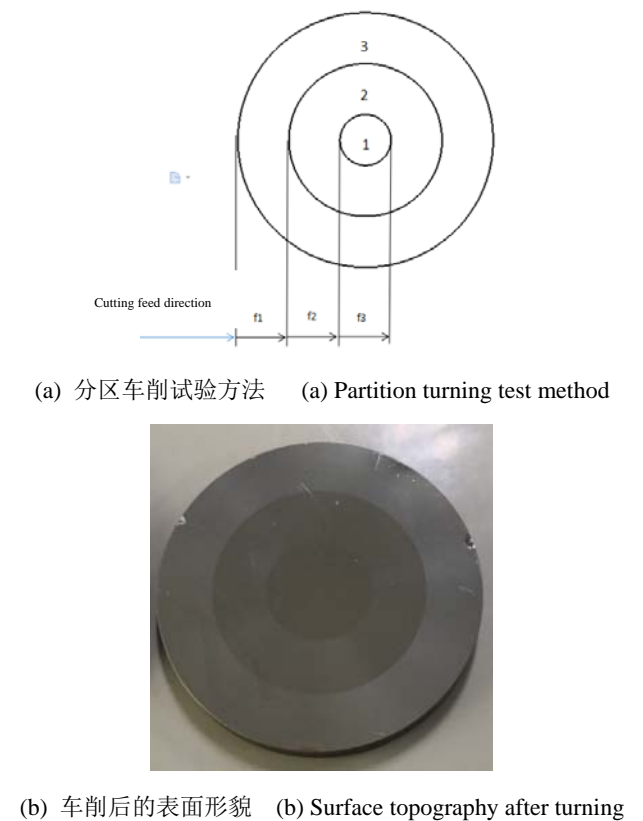 3
2
1
Cutting feed direction
f1 f2 f3
(a) 分区车削试验方法 (a) Partition turning test method
(b) 车削后的表面形貌 (b) Surface topography after turning